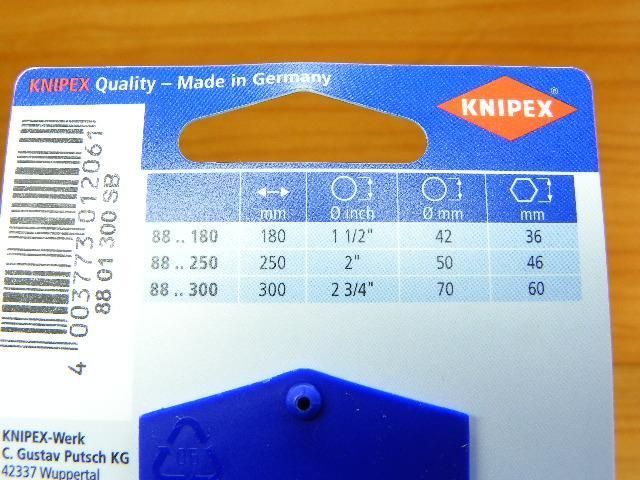 KNIPEX Quality – Made in Germany
KNIPEX®
mm Ø inch Ø mm mm
88 .. 180 180 1 1/2" 42 36
88 .. 250 250 2" 50 46
88 .. 300 300 2 3/4" 70 60
4 003773 012061
88 01 300 SB
KNIPEX-Werk
C. Gustav Putsch KG
42337 Wuppertal